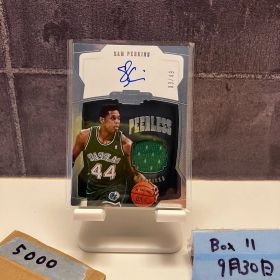 SAM PERKINS
PEERLESS
DALLAS
44
5000
Box 11
9月30日